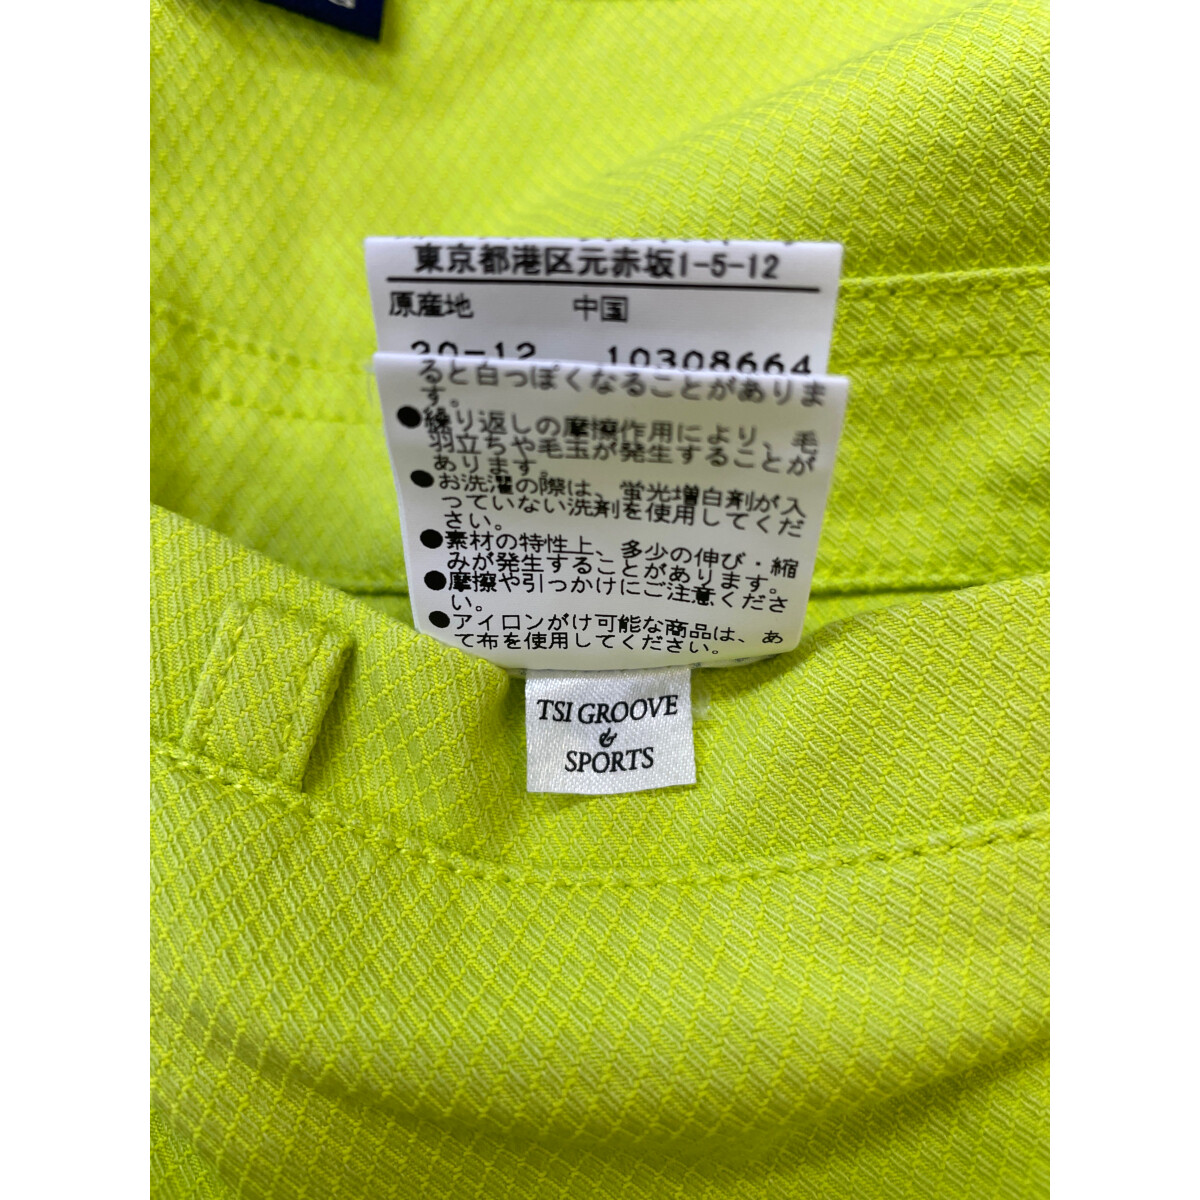 東京都港区元赤坂1-5-12
原産地 中国
20-12 10308664
ると白っぽくなることがありま
す。
●繰り返しの摩擦作用により、毛
羽立ちや毛玉が発生することが
あります。
●お洗濯の際は、蛍光増白剤が入
っていない洗剤を使用してくだ
さい。
●素材の特性上、多少の伸び・縮
みが発生することがあります。
●摩擦や引っかけにご注意くださ
い。
●アイロンがけ可能な商品は、あ
て布を使用してください。
TSI GROOVE
&
SPORTS